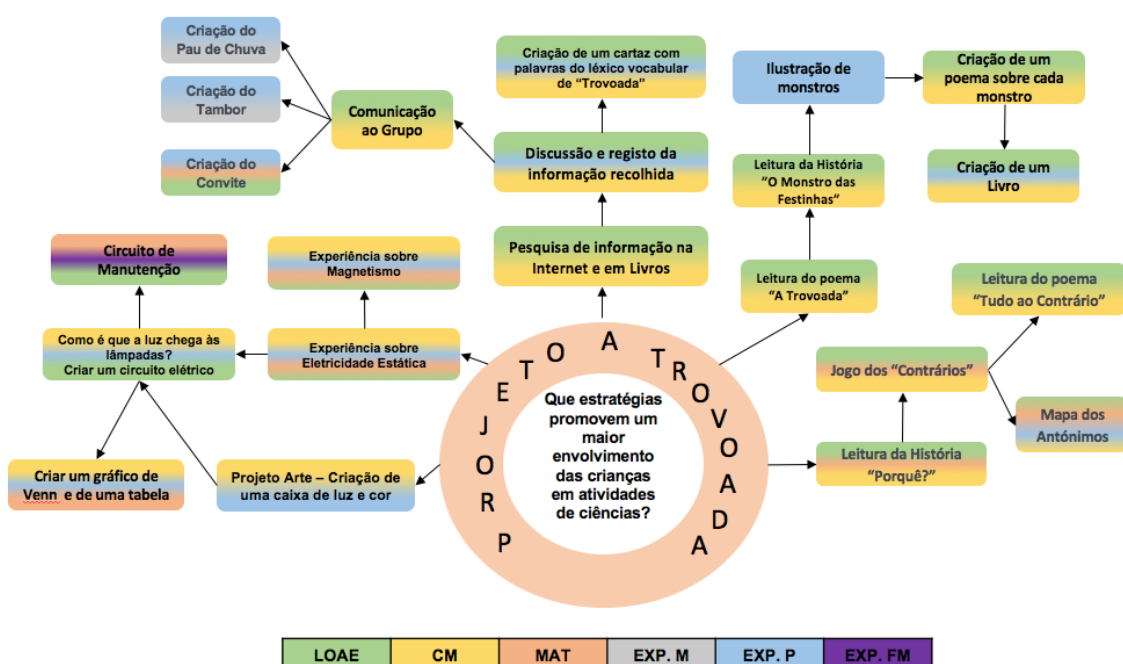 Criação do
Pau de Chuva
Criação do
Tambor
Criação do
Convite
Comunicação
ao Grupo
Criação de um cartaz com
palavras do léxico vocabular
de "Trovoada"
Discussão e registo da
informação recolhida
Pesquisa de informação na
Internet e em Livros
Ilustração de
monstros
Criação de um
poema sobre cada
monstro
Criação de um
Livro
Leitura da História
"O Monstro das
Festinhas"
Leitura do poema
"A Trovoada"
Circuito de
Manutenção
Experiência sobre
Magnetismo
Como é que a luz chega às
lâmpadas?
Criar um circuito elétrico
Experiência sobre
Eletricidade Estática
Criar um gráfico de
Venn e de uma tabela
Projeto Arte – Criação de
uma caixa de luz e cor
PROJETO A TROVOADA
Que estratégias
promovem um
maior
envolvimento
das crianças
em atividades
de ciências?
Leitura do poema
"Tudo ao Contrário"
Jogo dos "Contrários"
Mapa dos
Antónimos
Leitura da História
"Porquê?"
LOAE CM MAT EXP. M EXP. P EXP. FM